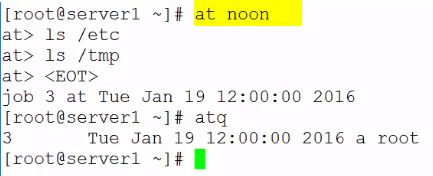 [root@server1 ~]# at noon
at> ls /etc
at> ls /tmp
at> <EOT>
job 3 at Tue Jan 19 12:00:00 2016
[root@server1 ~]# atq
3       Tue Jan 19 12:00:00 2016 a root
[root@server1 ~]#